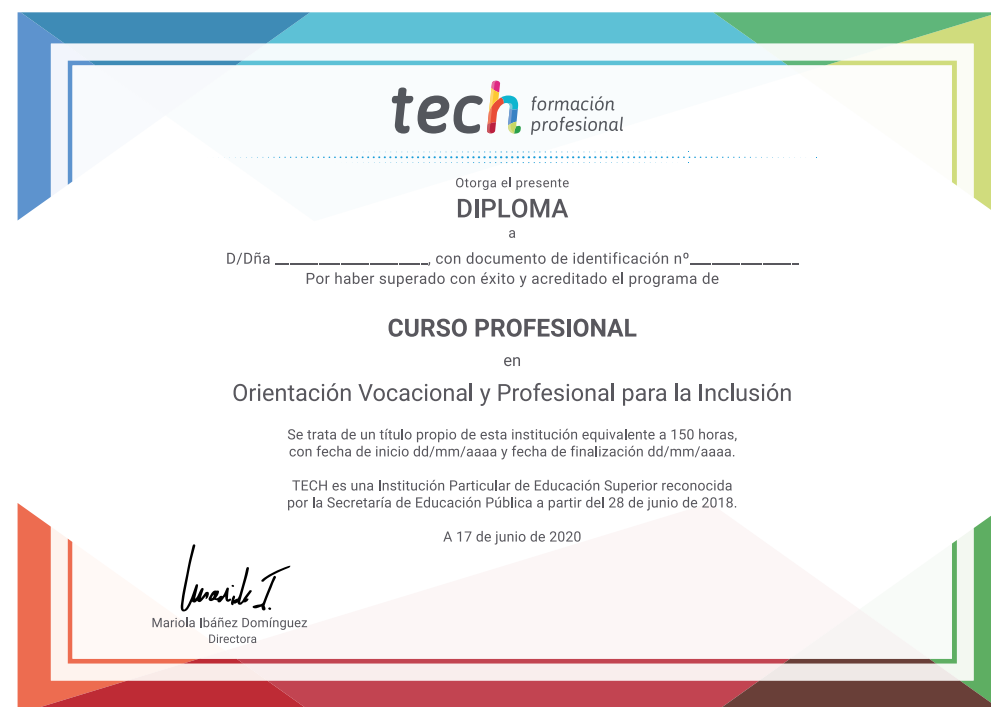 tech formación
profesional
Otorga el presente
DIPLOMA
a
D/Dña ______________________, con documento de identificación nº_______________
Por haber superado con éxito y acreditado el programa de
CURSO PROFESIONAL
en
Orientación Vocacional y Profesional para la Inclusión
Se trata de un título propio de esta institución equivalente a 150 horas,
con fecha de inicio dd/mm/aaaa y fecha de finalización dd/mm/aaaa.
TECH es una Institución Particular de Educación Superior reconocida
por la Secretaría de Educación Pública a partir del 28 de junio de 2018.
A 17 de junio de 2020
Mariola I.
Mariola Ibáñez Domínguez
Directora